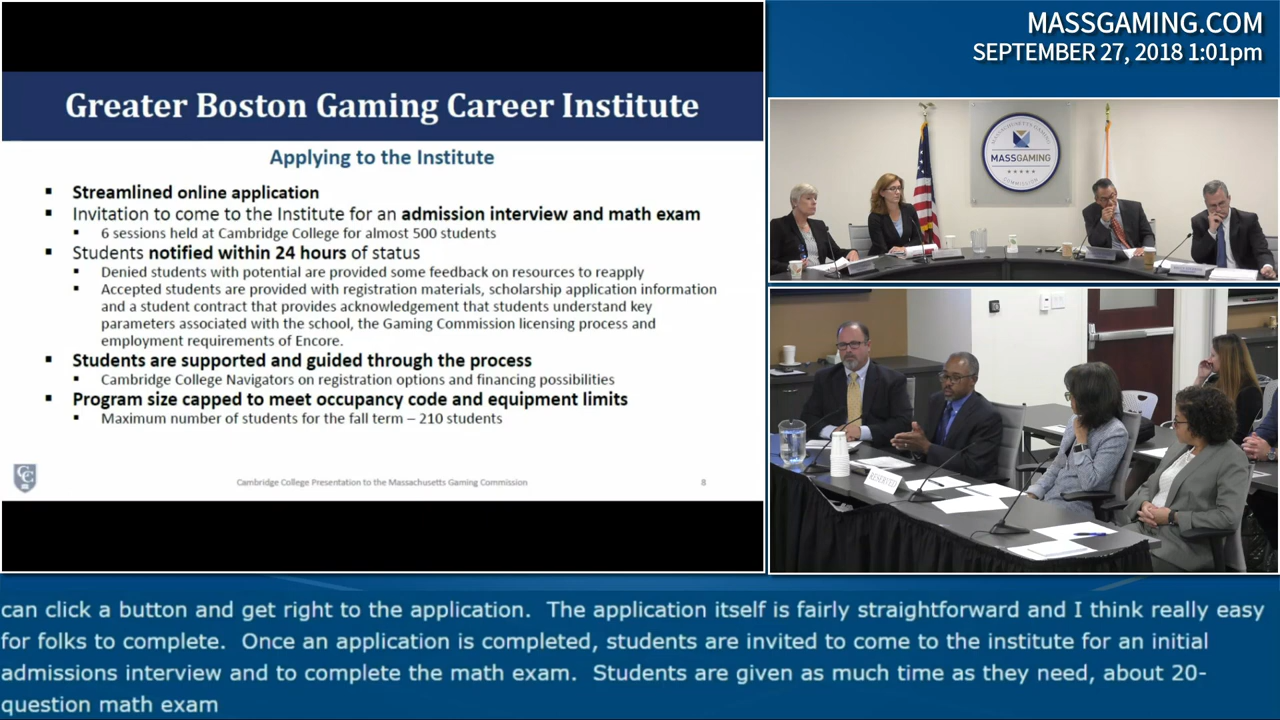 Greater Boston Gaming Career Institute
Applying to the Institute
▪ Streamlined online application
▪ Invitation to come to the Institute for an admission interview and math exam
▪ 6 sessions held at Cambridge College for almost 500 students
▪ Students notified within 24 hours of status
▪ Denied students with potential are provided some feedback on resources to reapply
▪ Accepted students are provided with registration materials, scholarship application information
and a student contract that provides acknowledgement that students understand key
parameters associated with the school, the Gaming Commission licensing process and
employment requirements of Encore.
▪ Students are supported and guided through the process
▪ Cambridge College Navigators on registration options and financing possibilities
▪ Program size capped to meet occupancy code and equipment limits
▪ Maximum number of students for the fall term – 210 students
Cambridge College Presentation to the Massachusetts Gaming Commission
8
MASSGAMING.COM
SEPTEMBER 27, 2018 1:01pm
MASSGAMING
RESERVED
can click a button and get right to the application.  The application itself is fairly straightforward and I think really easy
for folks to complete.  Once an application is completed, students are invited to come to the institute for an initial
admissions interview and to complete the math exam.  Students are given as much time as they need, about 20-
question math exam